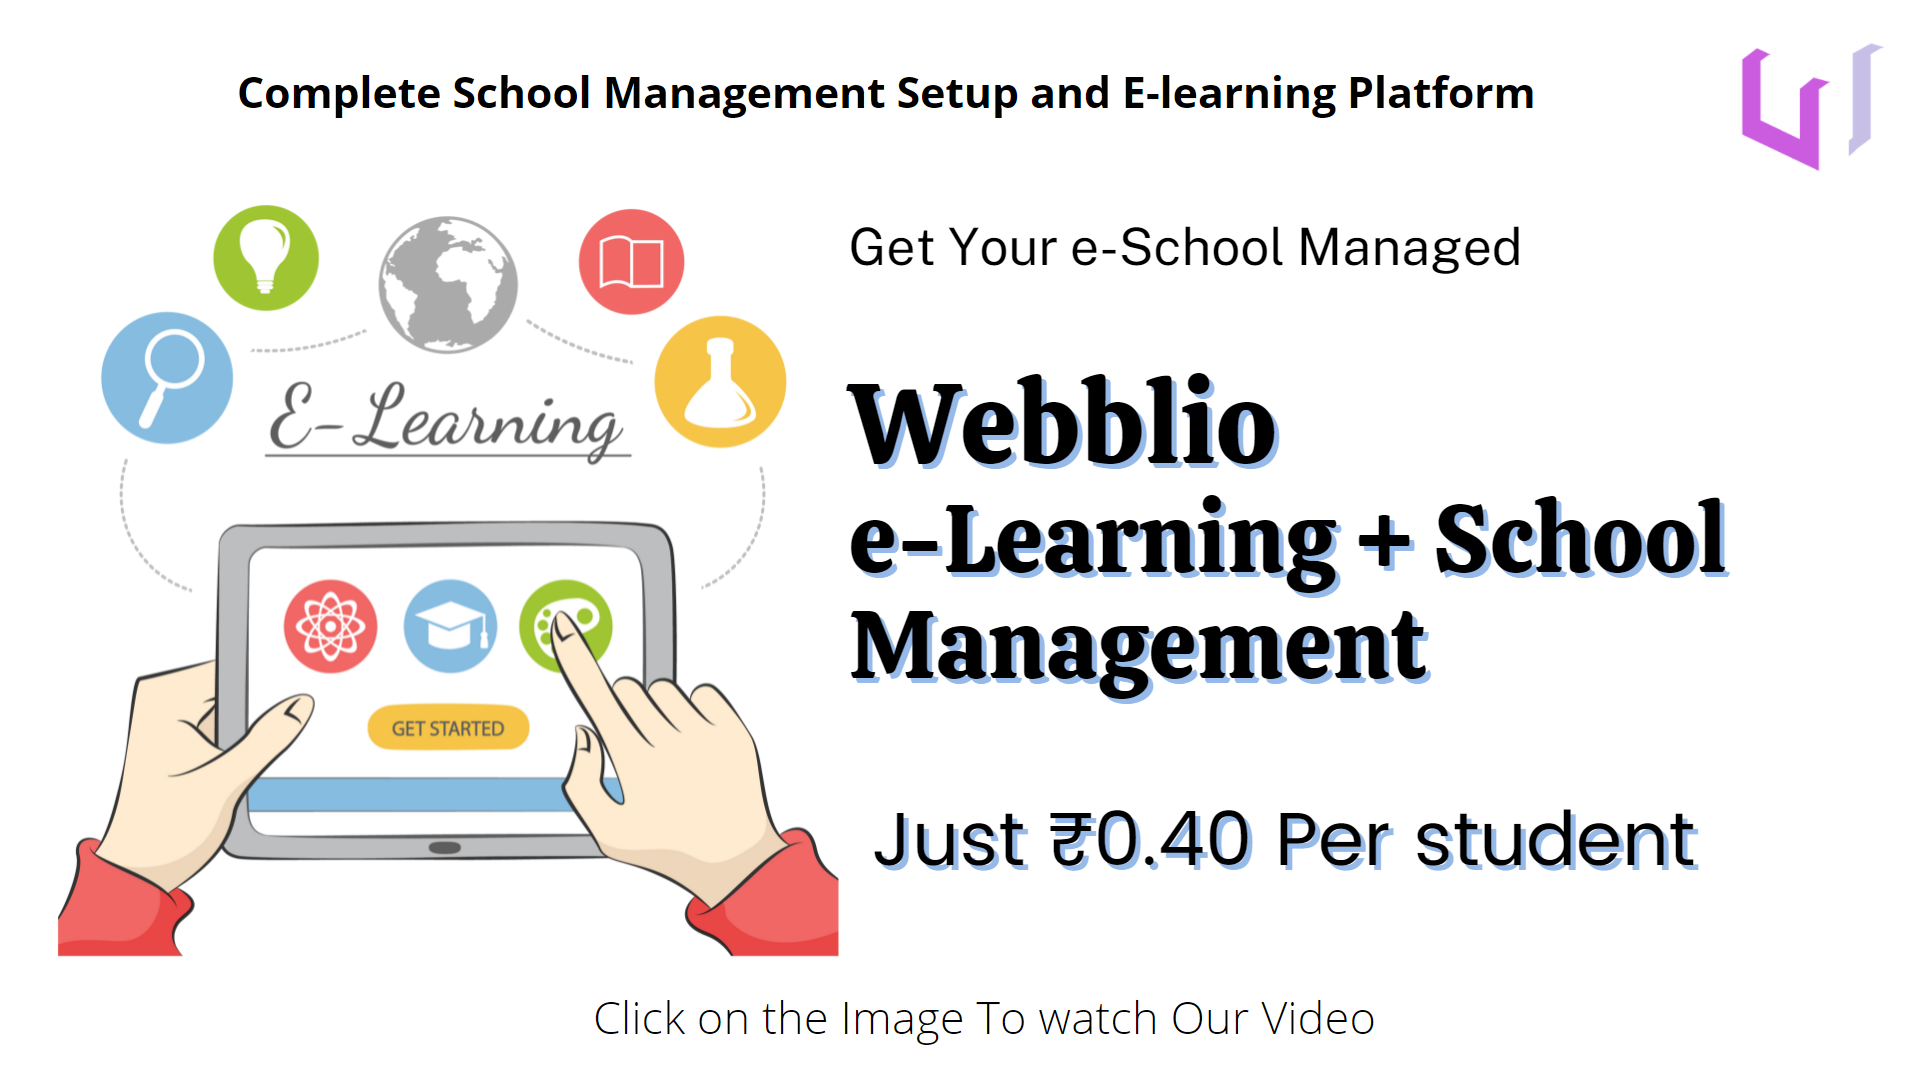 Complete School Management Setup and E-learning Platform
Get Your e-School Managed
E-Learning
Webblio
e-Learning + School
Management
GET STARTED
Just ₹0.40 Per student
Click on the Image To watch Our Video